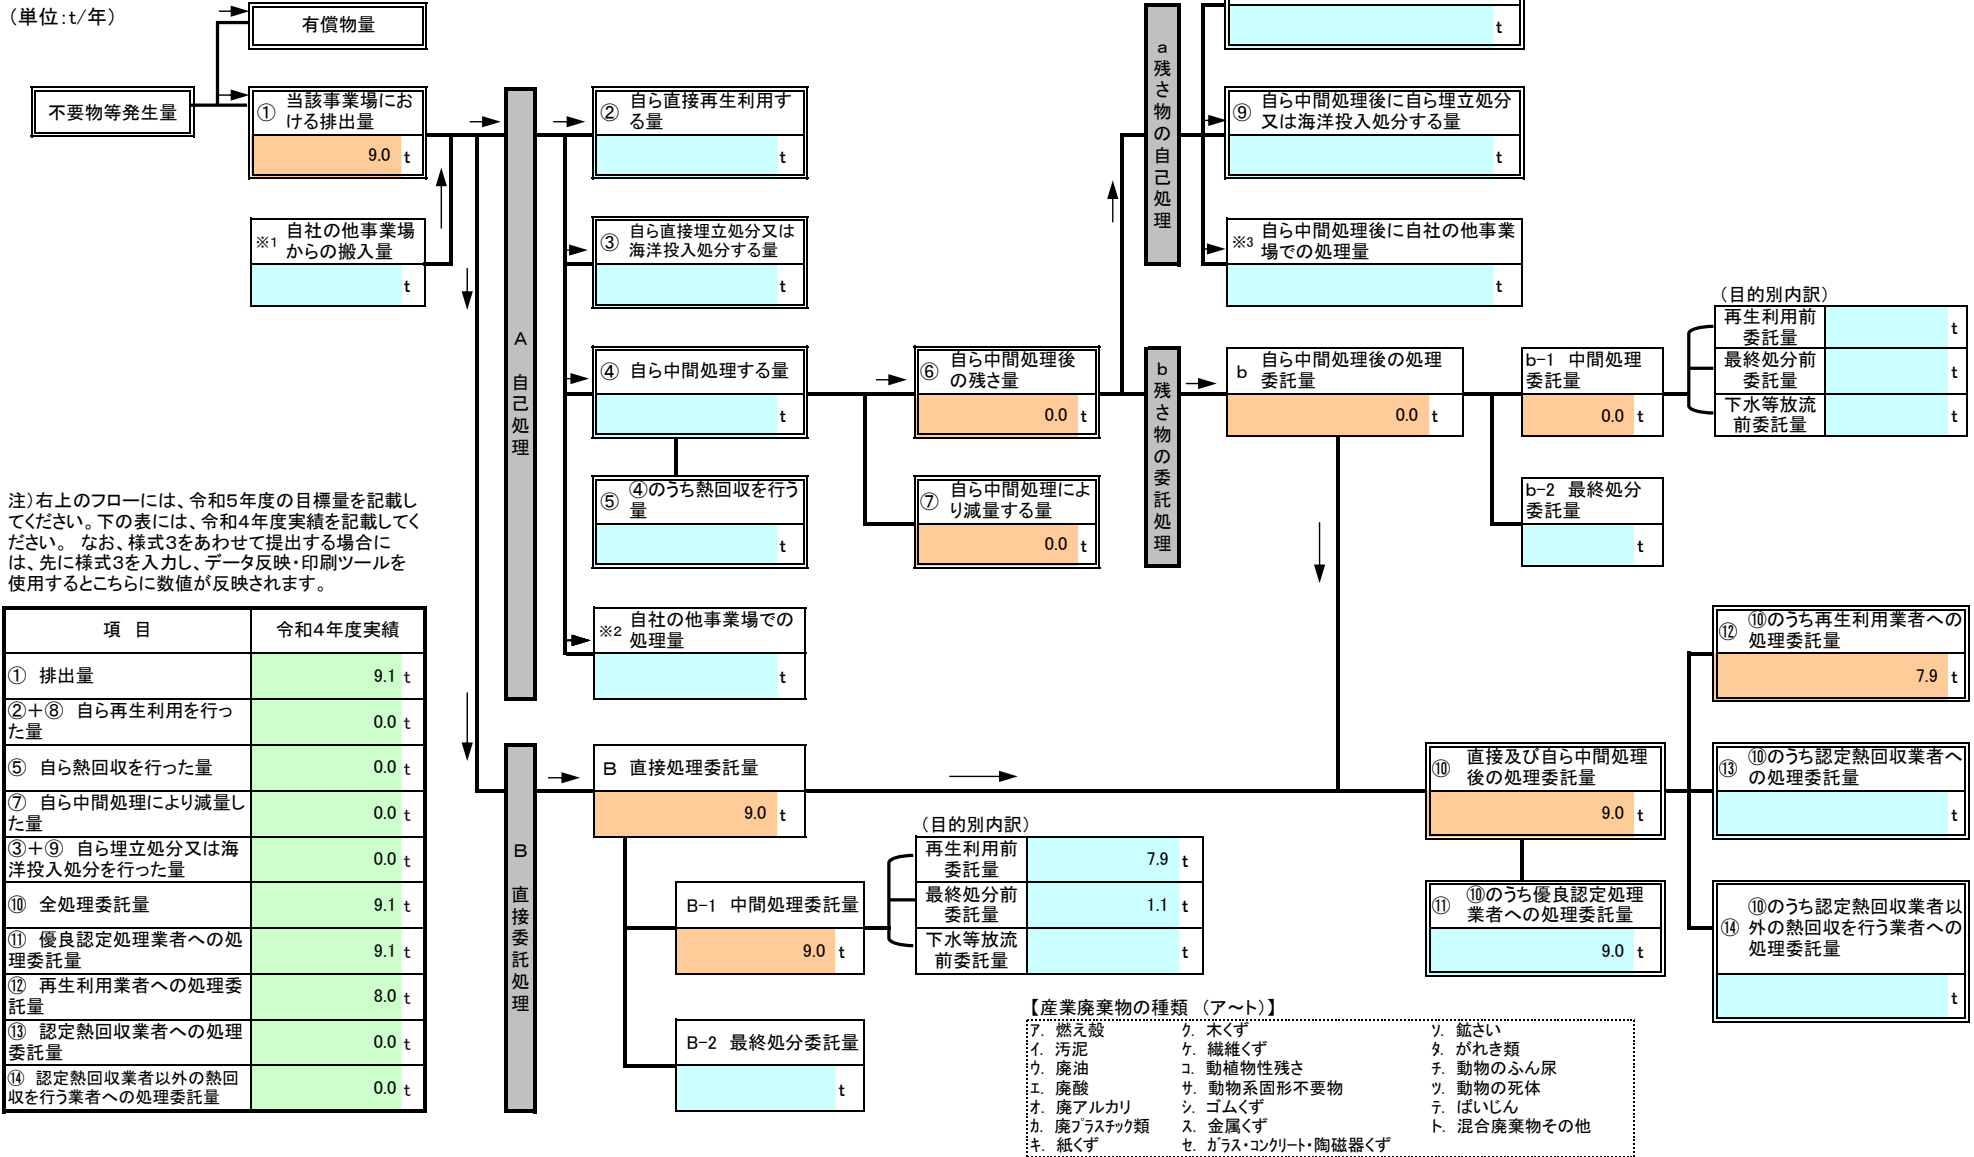 （単位：t/年）
有償物量
不要物等発生量
① 当該事業場にお
ける排出量
9.0 t
※1 自社の他事業場
からの搬入量
t
A 自己処理
② 自ら直接再生利用す
る量
t
③ 自ら直接埋立処分又は
海洋投入処分する量
t
④ 自ら中間処理する量
t
⑤ ④のうち熱回収を行う
量
t
※2 自社の他事業場での
処理量
t
⑥ 自ら中間処理後
の残さ量
0.0 t
⑦ 自ら中間処理によ
り減量する量
0.0 t
a 残さ物の自己処理
t
⑨ 自ら中間処理後に自ら埋立処分
又は海洋投入処分する量
t
※3 自ら中間処理後に自社の他事業
場での処理量
t
b 残さ物の委託処理
b 自ら中間処理後の処理
委託量
0.0 t
b-1 中間処理
委託量
0.0 t
（目的別内訳）
再生利用前
委託量
t
最終処分前
委託量
t
下水等放流
前委託量
t
b-2 最終処分
委託量
t
注）右上のフローには、令和5年度の目標量を記載し
てください。下の表には、令和4年度実績を記載してく
ださい。 なお、様式3をあわせて提出する場合に
は、先に様式3を入力し、データ反映・印刷ツールを
使用するとこちらに数値が反映されます。
項 目 令和4年度実績
① 排出量 9.1 t
②＋⑧ 自ら再生利用を行っ
た量 0.0 t
⑤ 自ら熱回収を行った量 0.0 t
⑦ 自ら中間処理により減量し
た量 0.0 t
③＋⑨ 自ら埋立処分又は海
洋投入処分を行った量 0.0 t
⑩ 全処理委託量 9.1 t
⑪ 優良認定処理業者への処
理委託量 9.1 t
⑫ 再生利用業者への処理委
託量 8.0 t
⑬ 認定熱回収業者への処理
委託量 0.0 t
⑭ 認定熱回収業者以外の熱回
収を行う業者への処理委託量 0.0 t
B 直接委託処理
B 直接処理委託量
9.0 t
B-1 中間処理委託量
9.0 t
（目的別内訳）
再生利用前
委託量 7.9 t
最終処分前
委託量 1.1 t
下水等放流
前委託量 t
B-2 最終処分委託量
t
⑩ 直接及び自ら中間処理
後の処理委託量
9.0 t
⑪ ⑩のうち優良認定処理
業者への処理委託量
9.0 t
⑫ ⑩のうち再生利用業者への
処理委託量
7.9 t
⑬ ⑩のうち認定熱回収業者へ
の処理委託量
t
⑭ ⑩のうち認定熱回収業者以
外の熱回収を行う業者への
処理委託量
t
【産業廃棄物の種類 （ア～ト）】
ア. 燃え殻 ク. 木くず ソ. 鉱さい
イ. 汚泥 ケ. 繊維くず タ. がれき類
ウ. 廃油 コ. 動植物性残さ チ. 動物のふん尿
エ. 廃酸 サ. 動物系固形不要物 ツ. 動物の死体
オ. 廃アルカリ シ. ゴムくず テ. ばいじん
カ. 廃プラスチック類 ス. 金属くず ト. 混合廃棄物その他
キ. 紙くず セ. ガラス・コンクリート・陶磁器くず